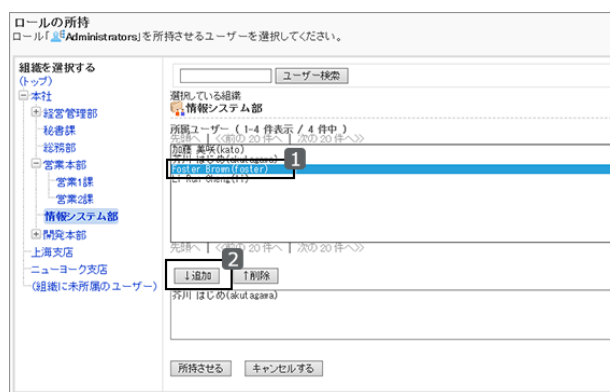 ロールの所持
ロール「Administrators」を所持させるユーザーを選択してください。
組織を選択する
(トップ)
本社
経営管理部
秘書課
総務部
営業本部
営業1課
営業2課
情報システム部
開発本部
上海支店
ニューヨーク支店
(組織に未所属のユーザー)
ユーザー検索
選択している組織
情報システム部
所属ユーザー ( 1-4 件表示 / 4 件中 )
先頭へ | <<前の 20 件へ | 次の 20 件へ>>
加藤 美咲(kato)
芥川 はじめ(akutagawa)
1
Foster Brown(foster)
Li Run Cheng(li)
先頭へ | <<前の 20 件へ | 次の 20 件へ>>
2
↓追加
↑削除
芥川 はじめ(akutagawa)
所持させる
キャンセルする